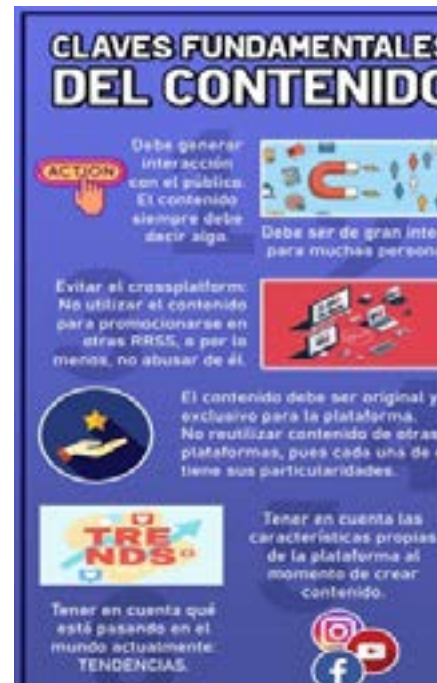 CLAVES FUNDAMENTALES
DEL CONTENIDO
Debe generar
interacción
con el público.
El contenido
siempre debe
decir algo.
ACTION
Debe ser de gran inte
para muchas person
Evitar el crossplatform:
No utilizar el contenido
para promocionarse en
otras RRSS, o por lo
menos, no abusar de él.
El contenido debe ser original y
exclusivo para la plataforma.
No reutilizar contenido de otras
plataformas, pues cada una de
tiene sus particularidades.
TRE
NDS
Tener en cuenta qué
está pasando en el
mundo actualmente:
TENDENCIAS.
Tener en cuenta las
características propias
de la plataforma al
momento de crear
contenido.